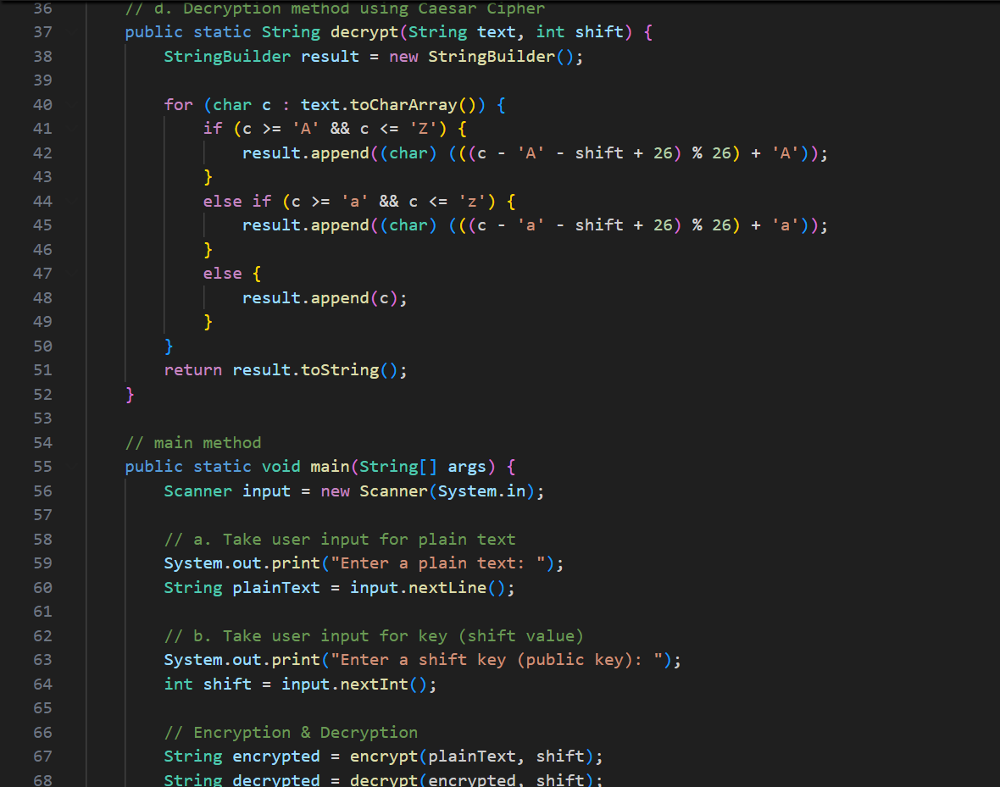 36 // d. Decryption method using Caesar Cipher
37 public static String decrypt(String text, int shift) {
38 StringBuilder result = new StringBuilder();
39
40 for (char c : text.toCharArray()) {
41 if (c >= 'A' && c <= 'Z') {
42 result.append((char) (((c - 'A' - shift + 26) % 26) + 'A'));
43 }
44 else if (c >= 'a' && c <= 'z') {
45 result.append((char) (((c - 'a' - shift + 26) % 26) + 'a'));
46 }
47 else {
48 result.append(c);
49 }
50 }
51 return result.toString();
52 }
53
54 // main method
55 public static void main(String[] args) {
56 Scanner input = new Scanner(System.in);
57
58 // a. Take user input for plain text
59 System.out.print("Enter a plain text: ");
60 String plainText = input.nextLine();
61
62 // b. Take user input for key (shift value)
63 System.out.print("Enter a shift key (public key): ");
64 int shift = input.nextInt();
65
66 // Encryption & Decryption
67 String encrypted = encrypt(plainText, shift);
68 String decrypted = decrypt(encrypted, shift);